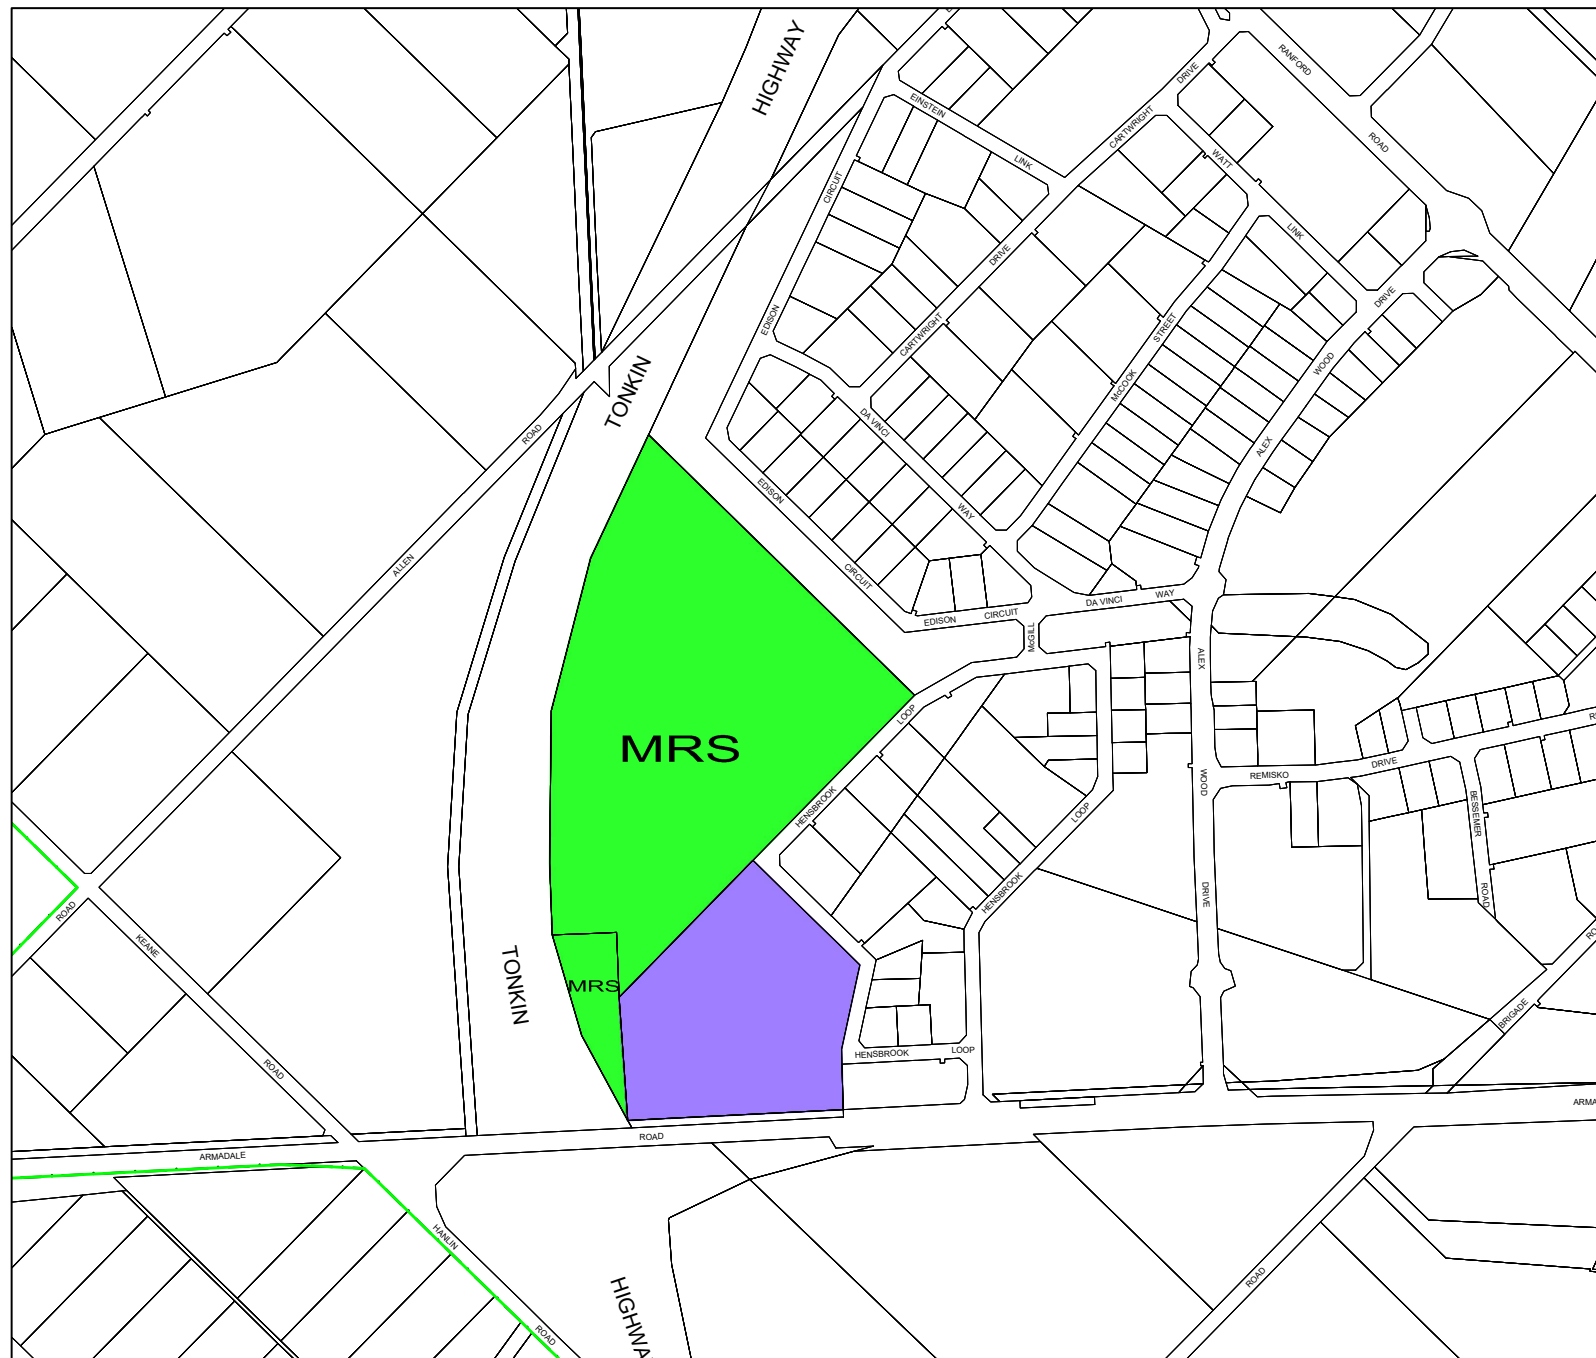 HIGHWAY
RANFORD
DRIVE
EINSTEIN
CARTWRIGHT
ROAD
LINK
WATT
CIRCUIT
LINK
DRIVE
EDISON
DRIVE
CARTWRIGHT
STREET
WOOD
TONKIN
McCOOK
DA VINCI
ROAD
ALEX
EDISON
WAY
ALLEN
CIRCUIT
DA VINCI
WAY
EDISON
CIRCUIT
McGILL
ALEX
LOOP
MRS
DRIVE
REMISKO
WOOD
HENSBROOK
LOOP
BESSEMER
HENSBROOK
DRIVE
ROAD
ROAD
KEANE
TONKIN
MRS
BRIGADE
HENSBROOK
LOOP
ROAD
ARMA
ROAD
ARMADALE
HANLIN
ROAD
HIGHWA
ROAD